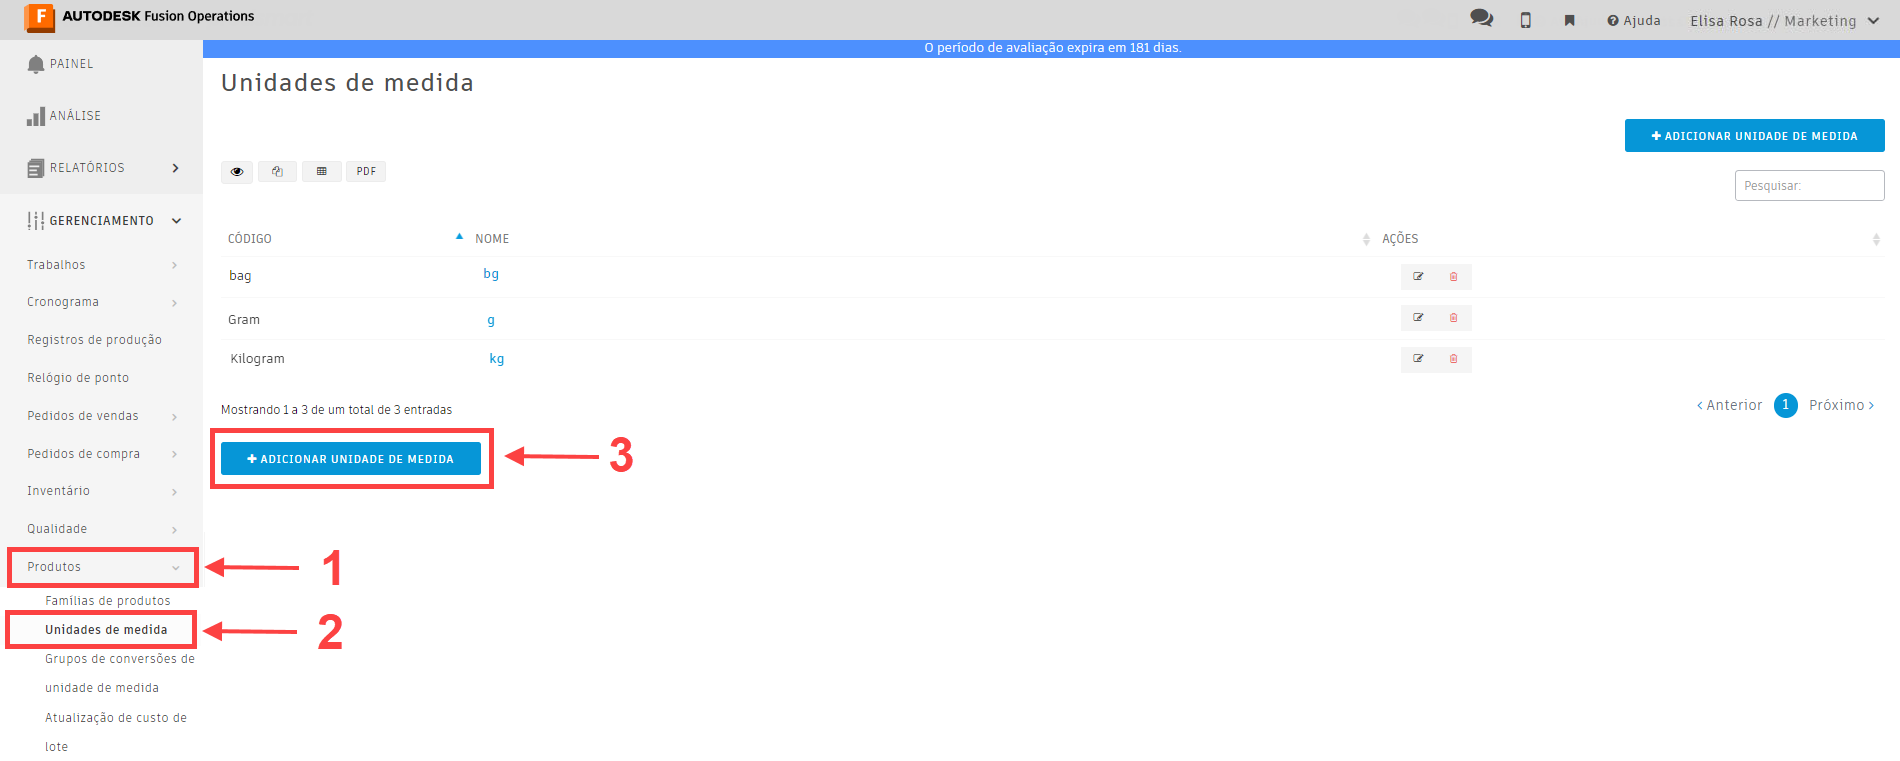 F AUTODESK Fusion Operations
Ajuda
Elisa Rosa // Marketing
O período de avaliação expira em 181 dias.
PAINEL
ANÁLISE
RELATÓRIOS
GERENCIAMENTO
Trabalhos
Cronograma
Registros de produção
Relógio de ponto
Pedidos de vendas
Pedidos de compra
Inventário
Qualidade
Produtos
1
Famílias de produtos
Unidades de medida
2
Grupos de conversões de
unidade de medida
Atualização de custo de
lote
Unidades de medida
+ ADICIONAR UNIDADE DE MEDIDA
PDF
Pesquisar:
CÓDIGO NOME AÇÕES
bag bg
Gram g
Kilogram kg
Mostrando 1 a 3 de um total de 3 entradas
‹ Anterior 1 Próximo ›
+ ADICIONAR UNIDADE DE MEDIDA
3